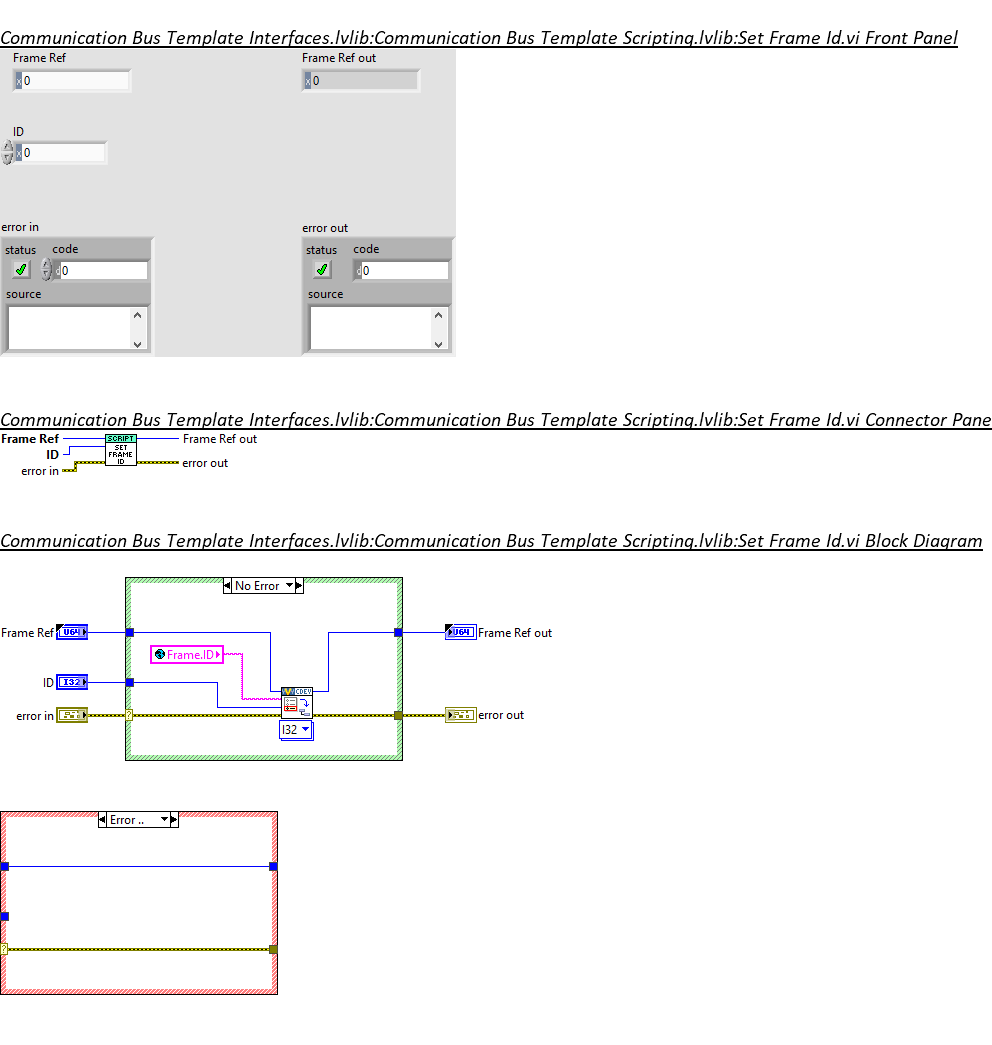 Communication Bus Template Interfaces.lvlib:Communication Bus Template Scripting.lvlib:Set Frame Id.vi Front Panel
Frame Ref
Frame Ref out
x 0
x 0
ID
x 0
error in
error out
status code
status code
d 0
d 0
source
source
Communication Bus Template Interfaces.lvlib:Communication Bus Template Scripting.lvlib:Set Frame Id.vi Connector Pane
Frame Ref
ID
error in
SCRIPT
SET
FRAME
ID
Frame Ref out
error out
Communication Bus Template Interfaces.lvlib:Communication Bus Template Scripting.lvlib:Set Frame Id.vi Block Diagram
No Error
Frame Ref U64
U64 Frame Ref out
Frame.ID
ID I32
CDEV
error in
?
error out
I32
Error ..
?